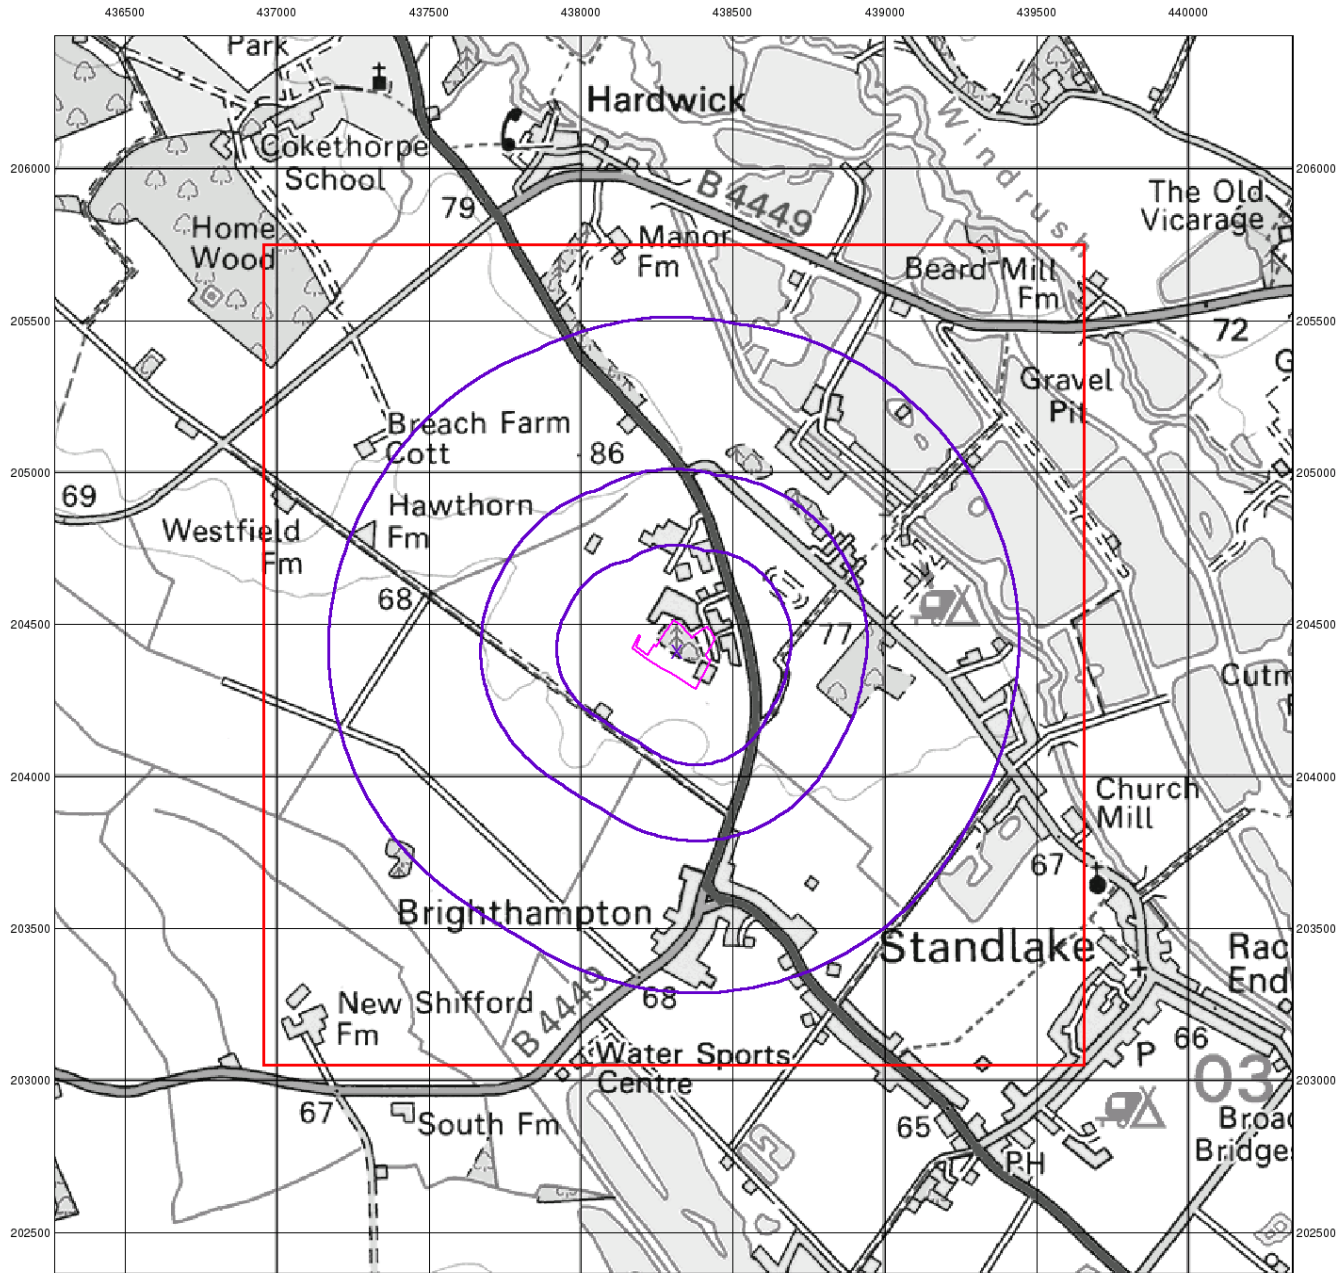 436500 437000 437500 438000 438500 439000 439500 440000
Park
Hardwick
Windrush
Cokethorpe
School
206000 206000
B 4449
79
The Old
Vicarage
Home
Wood
Manor
Fm
Beard Mill
Fm
205500 205500
72
G
Gravel
Pit
Breach Farm
Cott
86
205000 205000
69
Hawthorn
Fm
Westfield
Fm
68
204500 204500
77
Cutm
F
204000 204000
Church
Mill
67
Brighthampton
203500 203500
Standlake
Rac
End
68
New Shifford
Fm
B 4449
66
Water Sports
Centre
P
03
203000 203000
67
South Fm
65
Broad
Bridge
PH
202500 202500